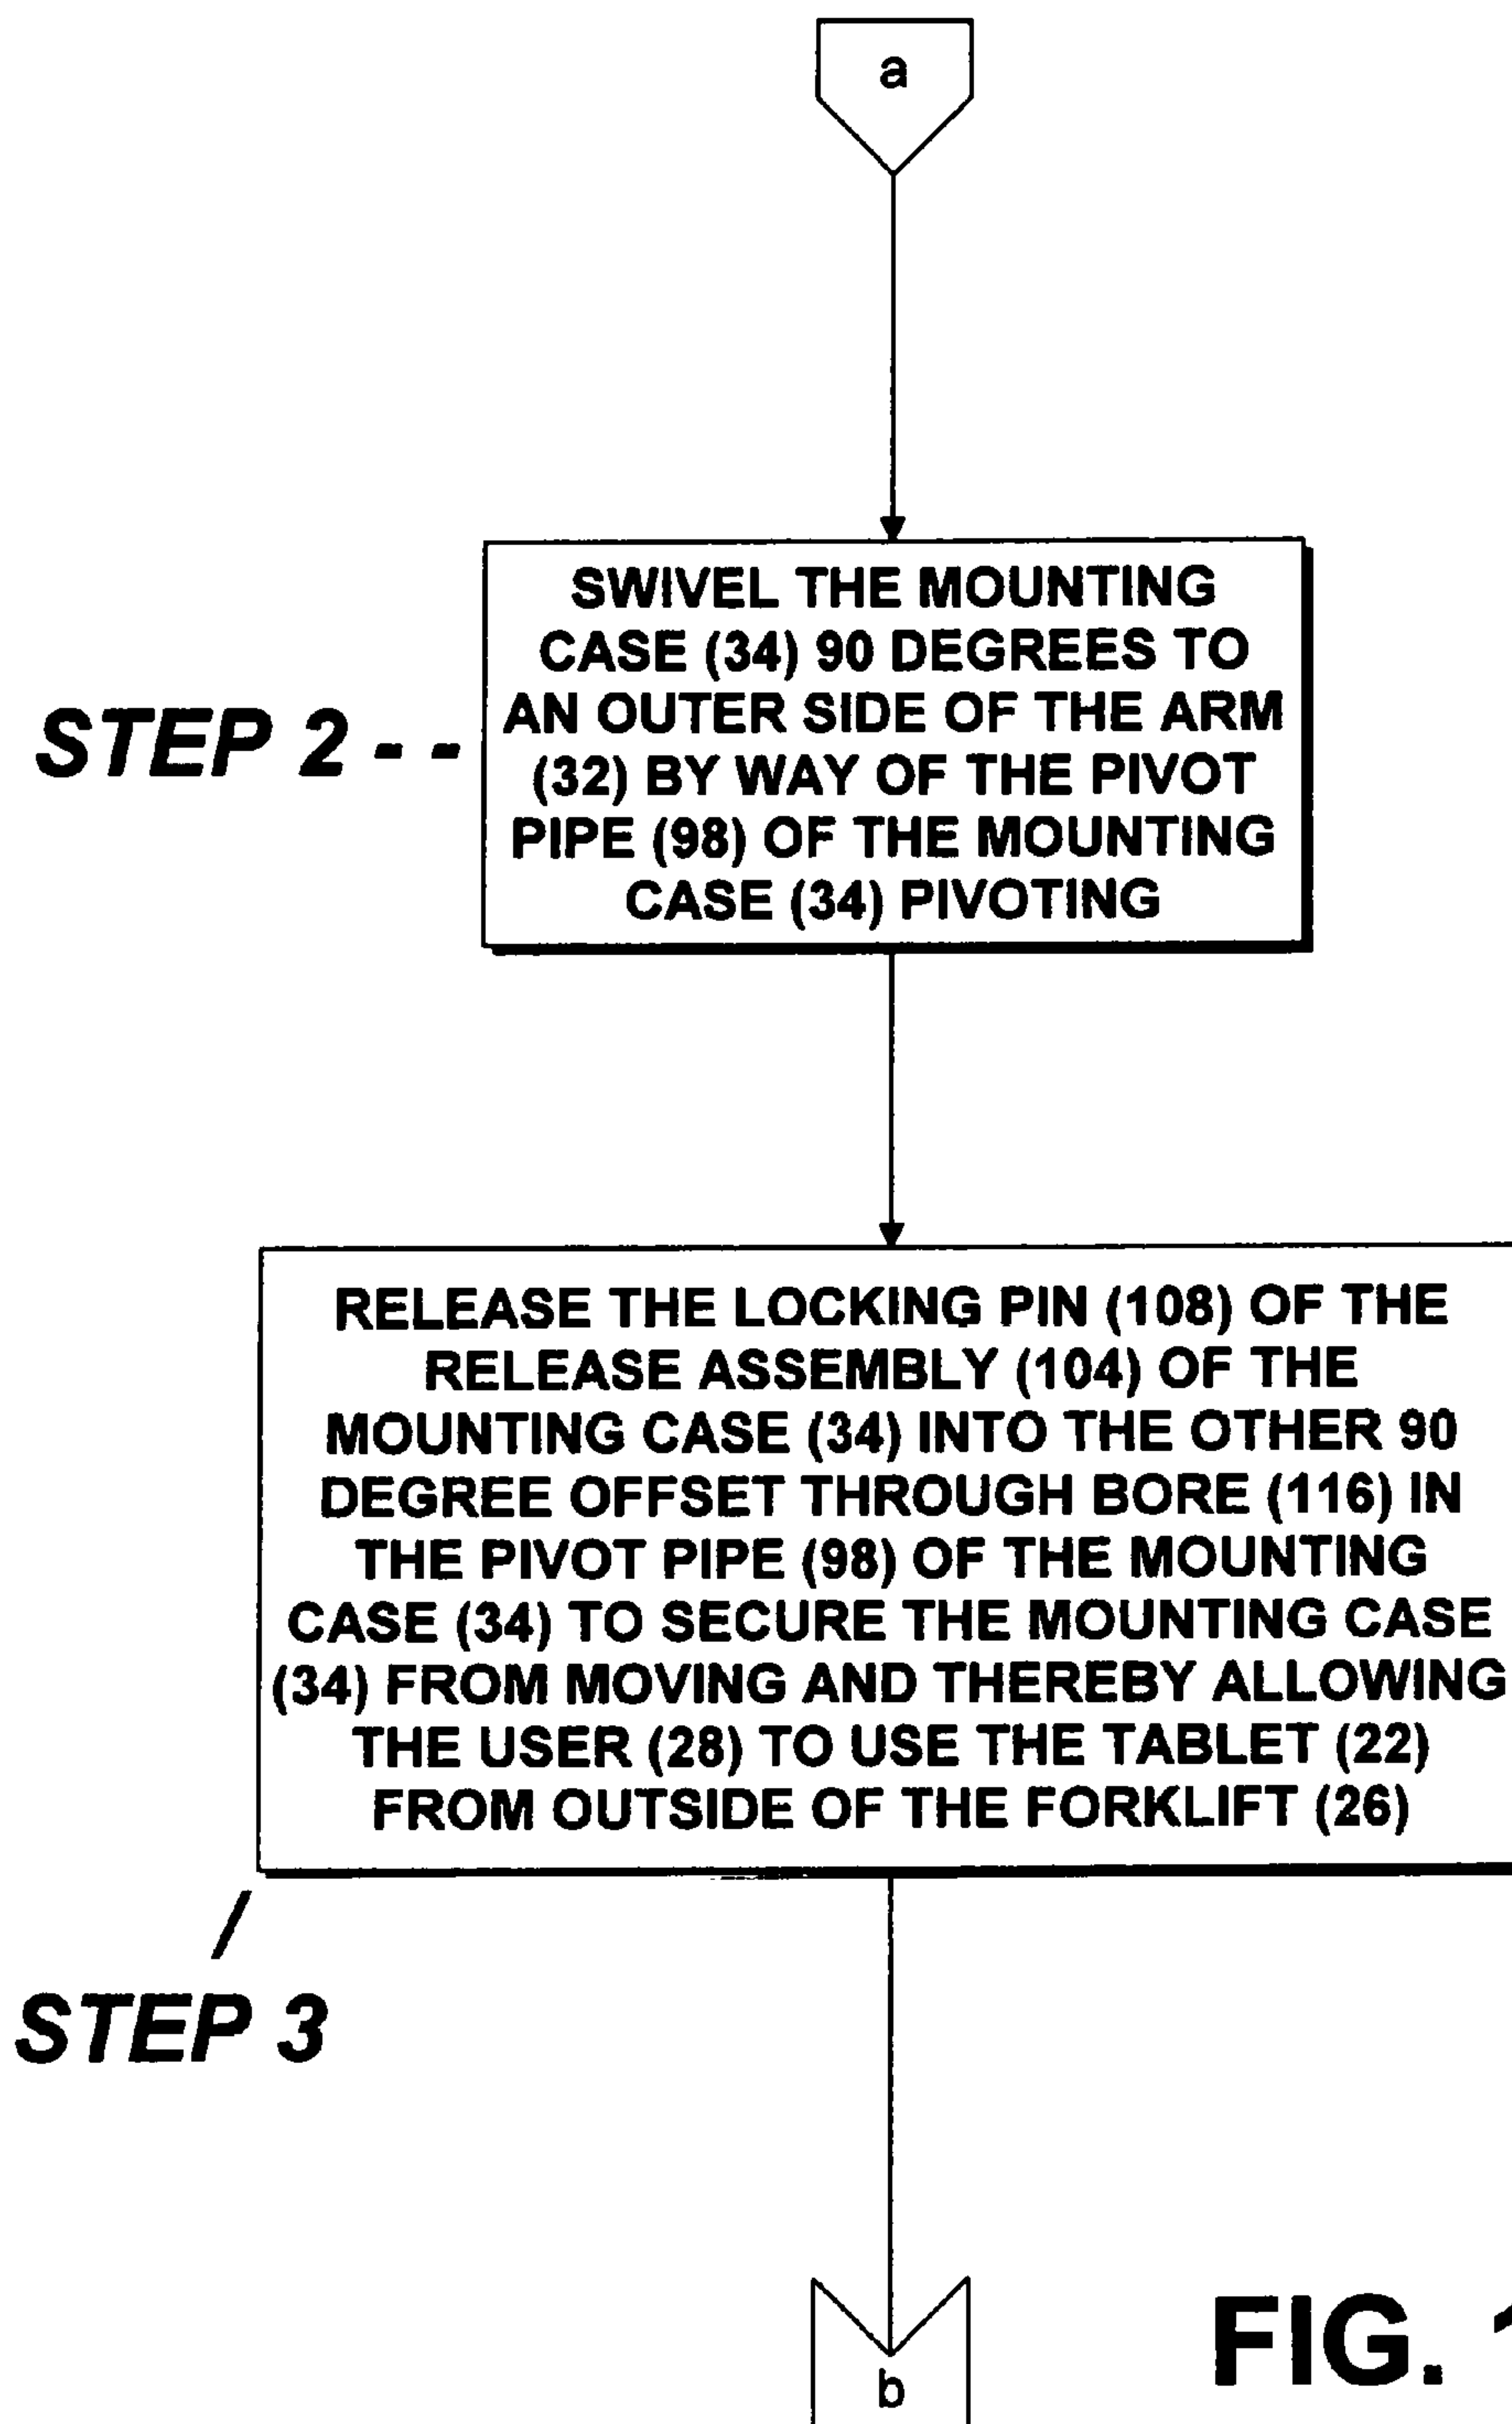 a
SWIVEL THE MOUNTING
CASE (34) 90 DEGREES TO
AN OUTER SIDE OF THE ARM
(32) BY WAY OF THE PIVOT
PIPE (98) OF THE MOUNTING
CASE (34) PIVOTING
STEP 2 - -
RELEASE THE LOCKING PIN (108) OF THE
RELEASE ASSEMBLY (104) OF THE
MOUNTING CASE (34) INTO THE OTHER 90
DEGREE OFFSET THROUGH BORE (116) IN
THE PIVOT PIPE (98) OF THE MOUNTING
CASE (34) TO SECURE THE MOUNTING CASE
(34) FROM MOVING AND THEREBY ALLOWING
THE USER (28) TO USE THE TABLET (22)
FROM OUTSIDE OF THE FORKLIFT (26)
STEP 3
b
FIG.